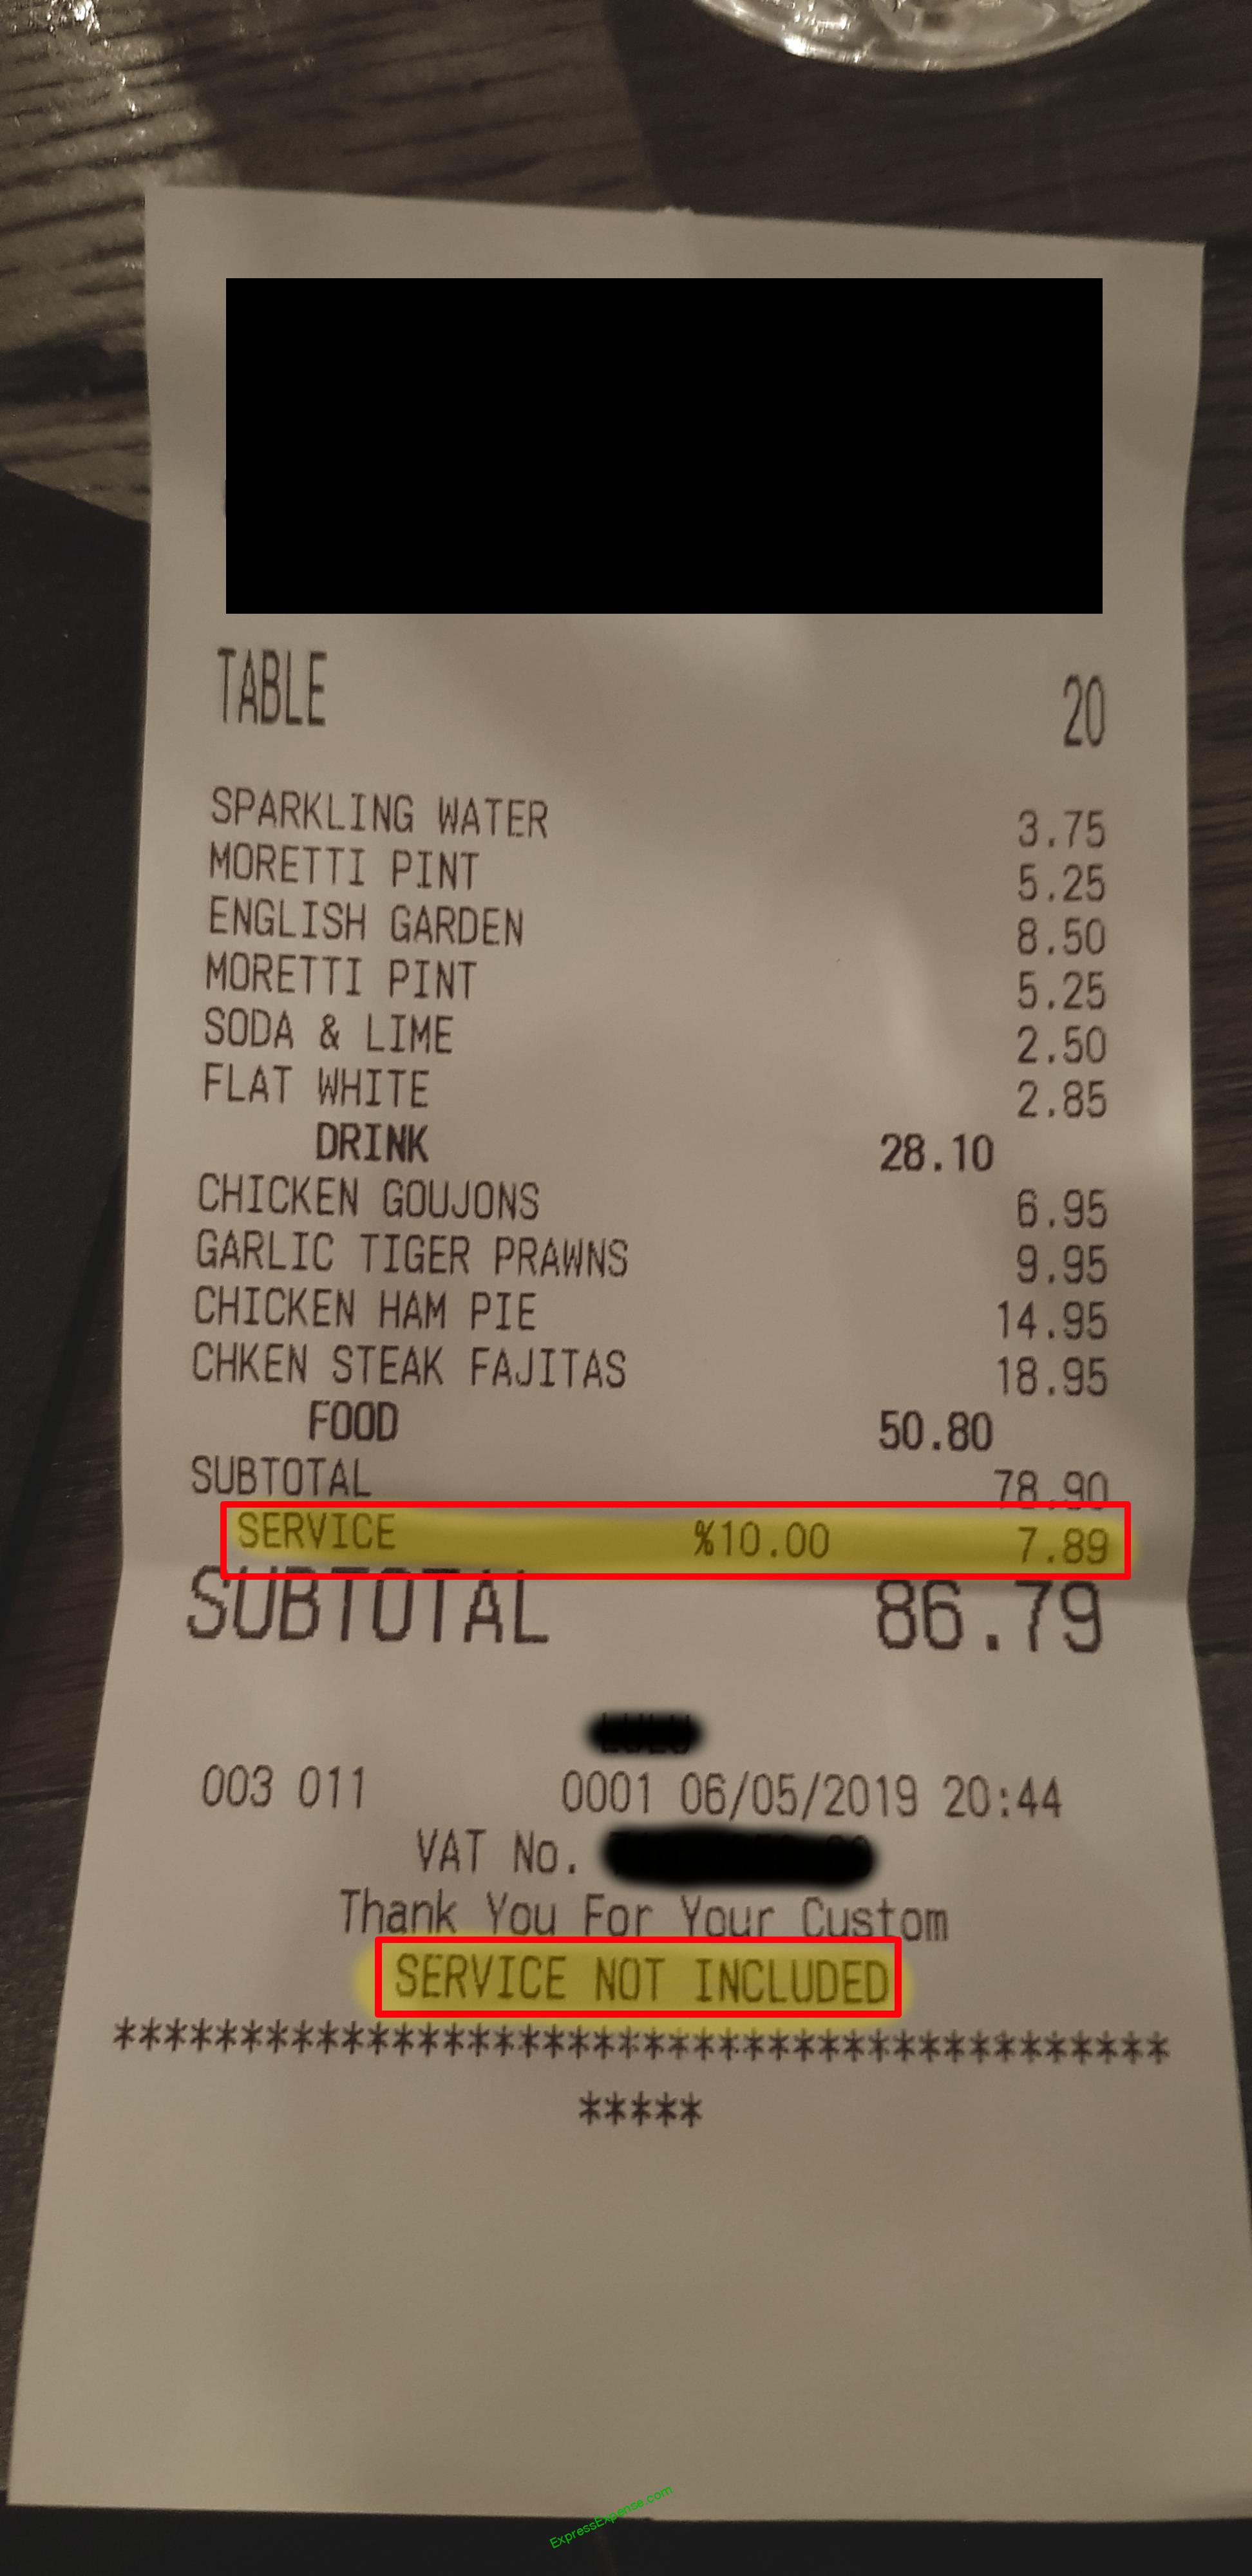 TABLE 20
SPARKLING WATER 3.75
MORETTI PINT 5.25
ENGLISH GARDEN 8.50
MORETTI PINT 5.25
SODA & LIME 2.50
FLAT WHITE 2.85
DRINK 28.10
CHICKEN GOUJONS 6.95
GARLIC TIGER PRAWNS 9.95
CHICKEN HAM PIE 14.95
CHKEN STEAK FAJITAS 18.95
FOOD 50.80
SUBTOTAL 78.90
SERVICE %10.00 7.89
SUBTOTAL 86.79
003 011 0001 06/05/2019 20:44
VAT No.
Thank You For Your Custom
SERVICE NOT INCLUDED
******************************************
*****
ExpressExpense.com